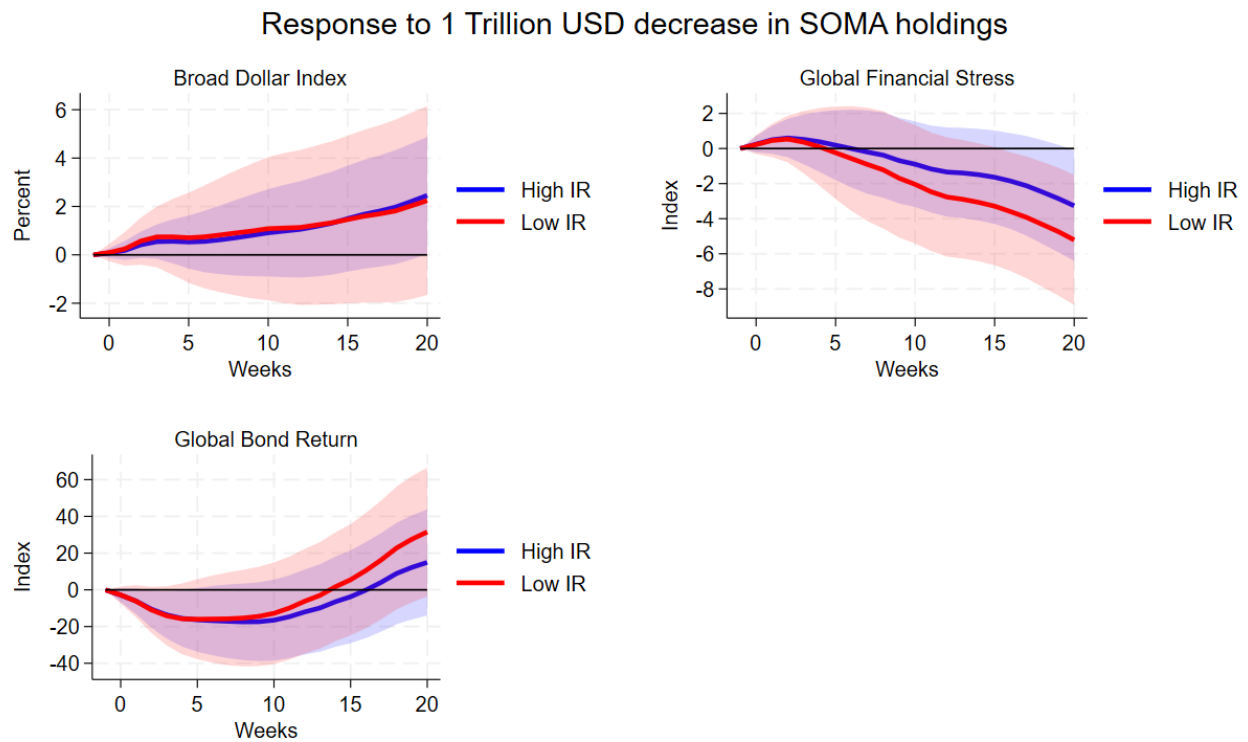 Response to 1 Trillion USD decrease in SOMA holdings
Broad Dollar Index
6
4
2
0
-2
Percent
0 5 10 15 20
Weeks
High IR
Low IR
Global Financial Stress
2
0
-2
-4
-6
-8
Index
0 5 10 15 20
Weeks
High IR
Low IR
Global Bond Return
60
40
20
0
-20
-40
Index
0 5 10 15 20
Weeks
High IR
Low IR